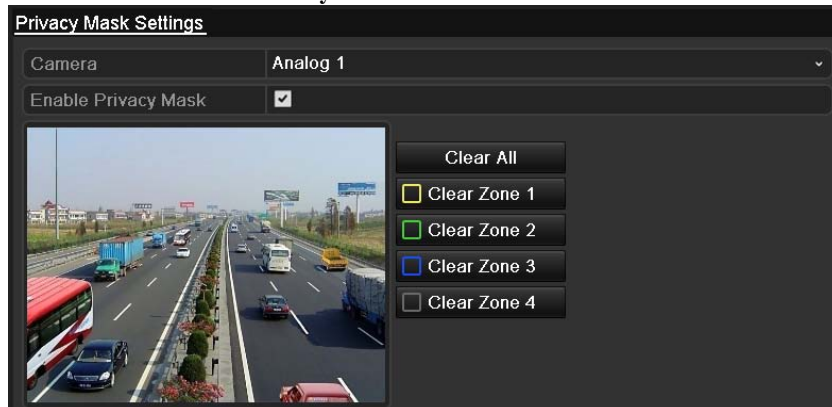 Privacy Mask Settings
Camera Analog 1
Enable Privacy Mask
Clear All
Clear Zone 1
Clear Zone 2
Clear Zone 3
Clear Zone 4